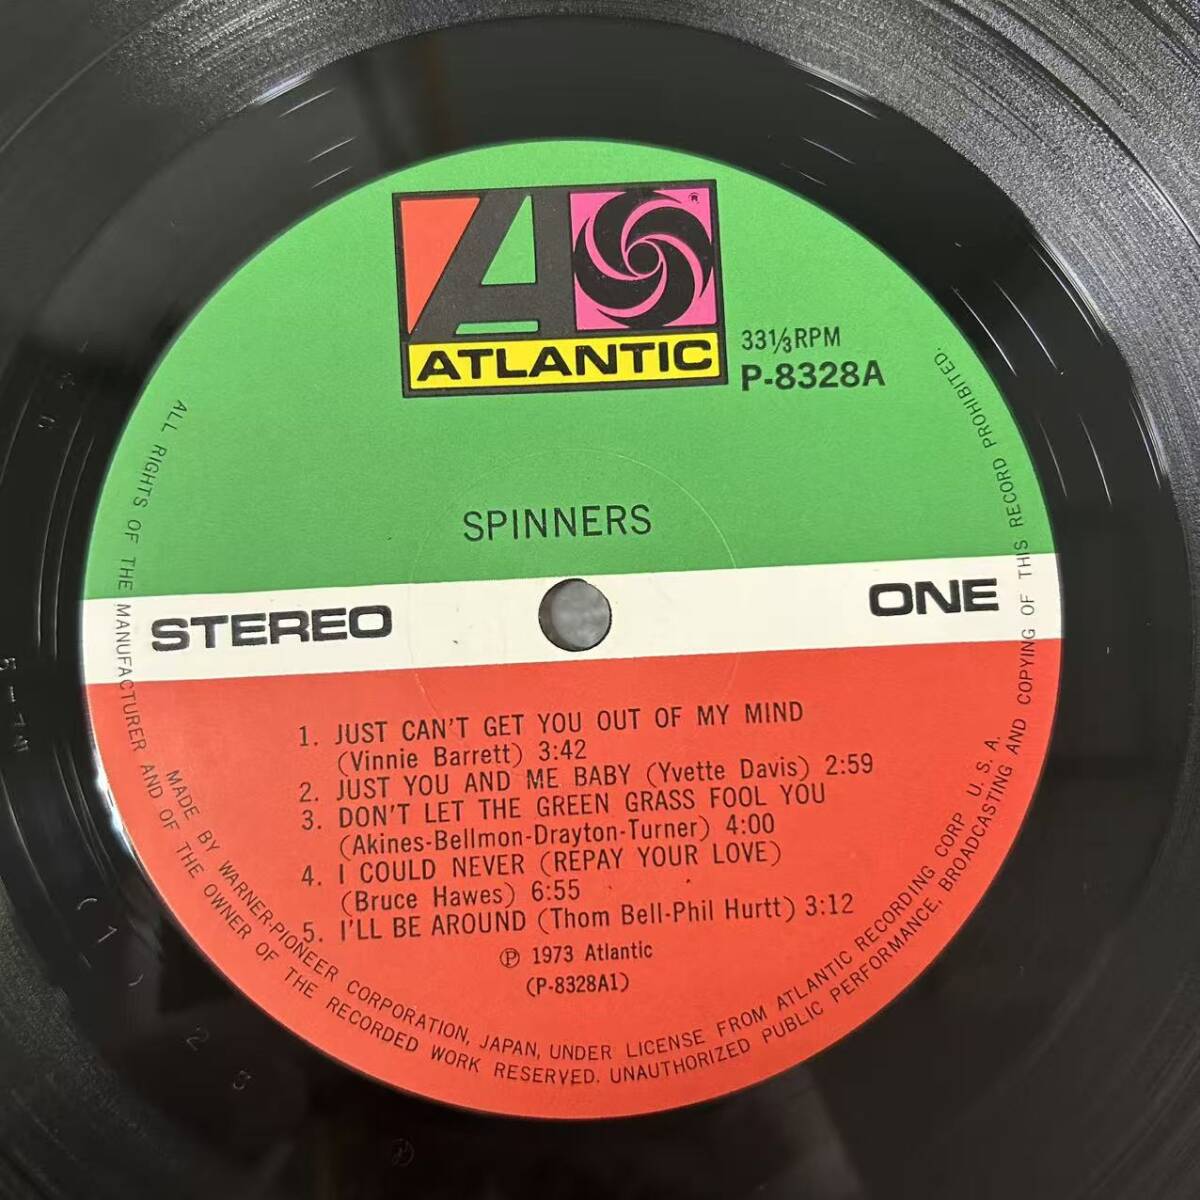 ®
ATLANTIC
33⅓RPM
P-8328A
SPINNERS
STEREO
ONE
1. JUST CAN'T GET YOU OUT OF MY MIND
(Vinnie Barrett) 3:42
2. JUST YOU AND ME BABY (Yvette Davis) 2:59
3. DON'T LET THE GREEN GRASS FOOL YOU
(Akines-Bellmon-Drayton-Turner) 4:00
4. I COULD NEVER (REPAY YOUR LOVE)
(Bruce Hawes) 6:55
5. I'LL BE AROUND (Thom Bell-Phil Hurtt) 3:12
℗ 1973 Atlantic
(P-8328A1)
MADE BY WARNER-PIONEER CORPORATION, JAPAN, UNDER LICENSE FROM ATLANTIC RECORDING CORP. U. S. A.
ALL RIGHTS OF THE MANUFACTURER AND OF THE OWNER OF THE RECORDED WORK RESERVED. UNAUTHORIZED PUBLIC PERFORMANCE, BROADCASTING AND COPYING OF THIS RECORD PROHIBITED.